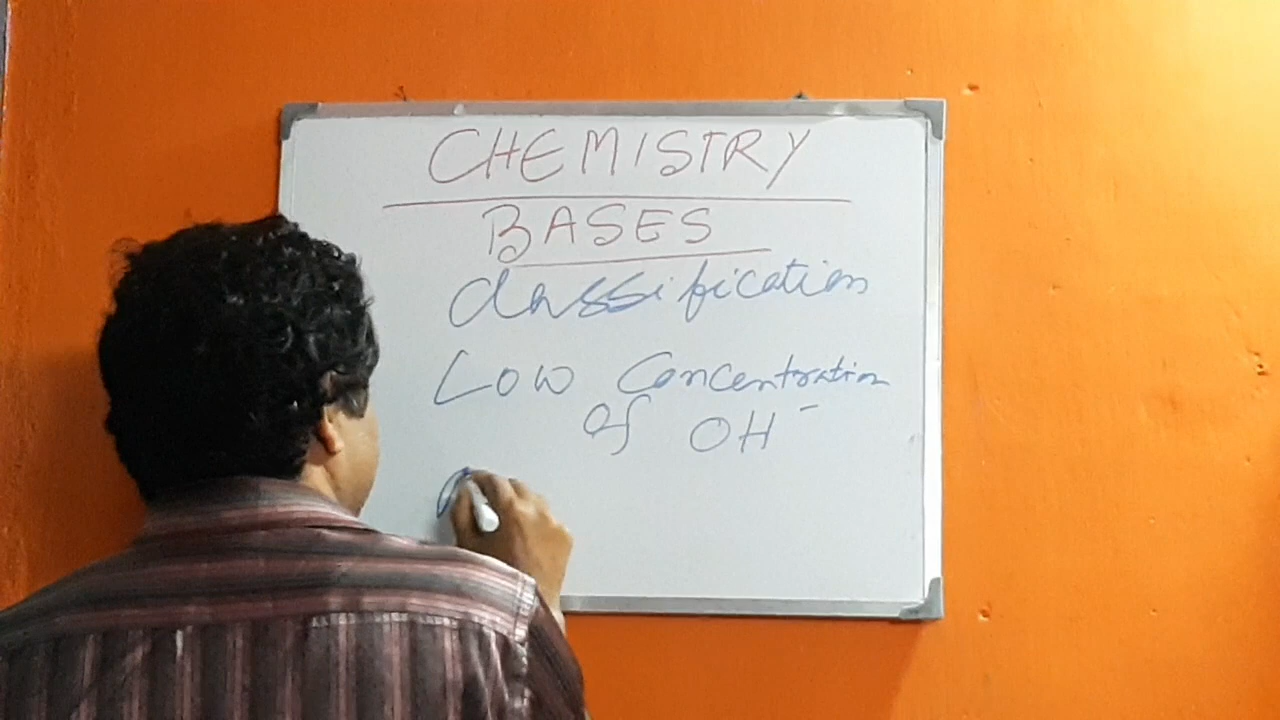 CHEMISTRY
BASES
classification
Low Concentration
of OH⁻